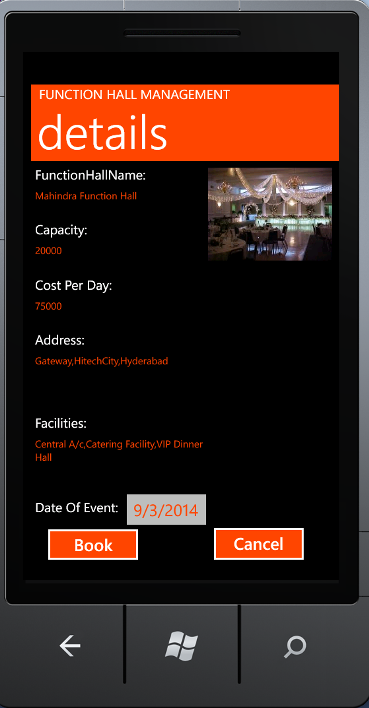 FUNCTION HALL MANAGEMENT
details
FunctionHallName:
Mahindra Function Hall
Capacity:
20000
Cost Per Day:
75000
Address:
Gateway,HitechCity,Hyderabad
Facilities:
Central A/c,Catering Facility,VIP Dinner
Hall
Date Of Event: 9/3/2014
Book Cancel